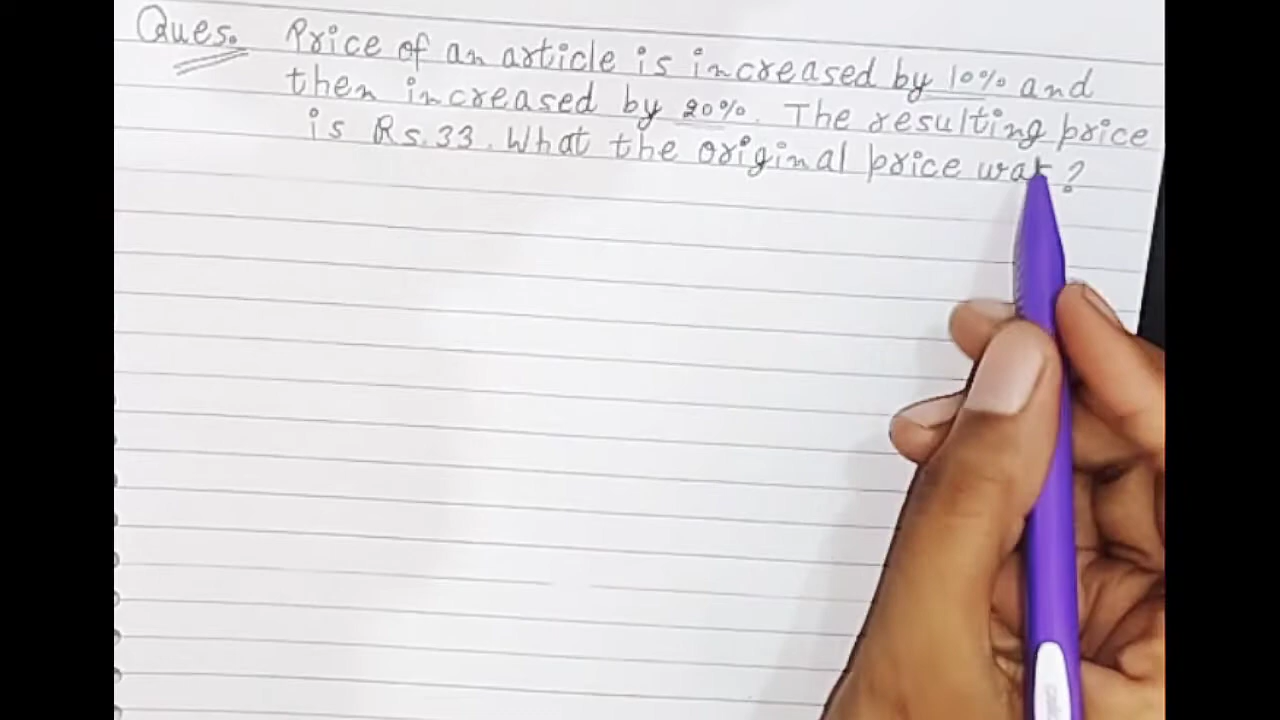 Ques. Price of an article is increased by 10% and
then increased by 20%. The resulting price
is Rs.33. What the original price was?